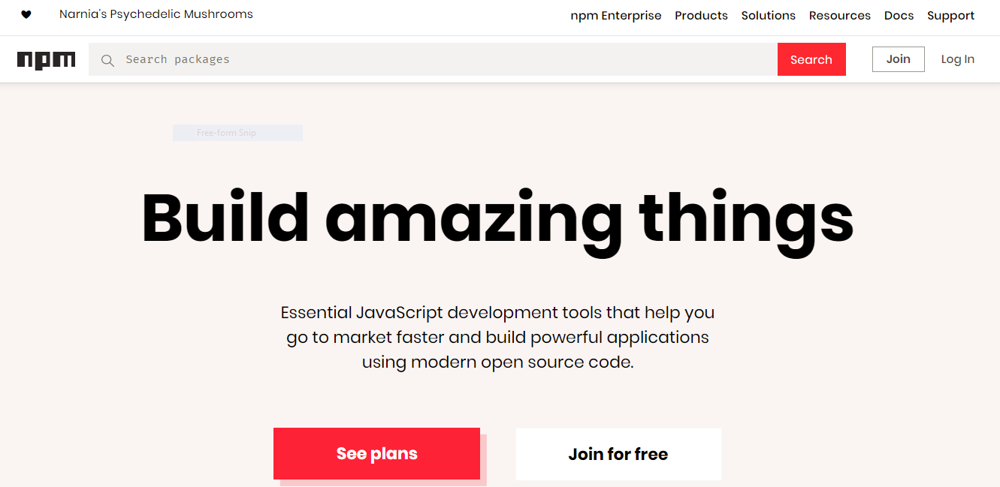 Narnia's Psychedelic Mushrooms
npm Enterprise Products Solutions Resources Docs Support
npm Search packages Search Join Log In
Free-form Snip
Build amazing things
Essential JavaScript development tools that help you
go to market faster and build powerful applications
using modern open source code.
See plans Join for free